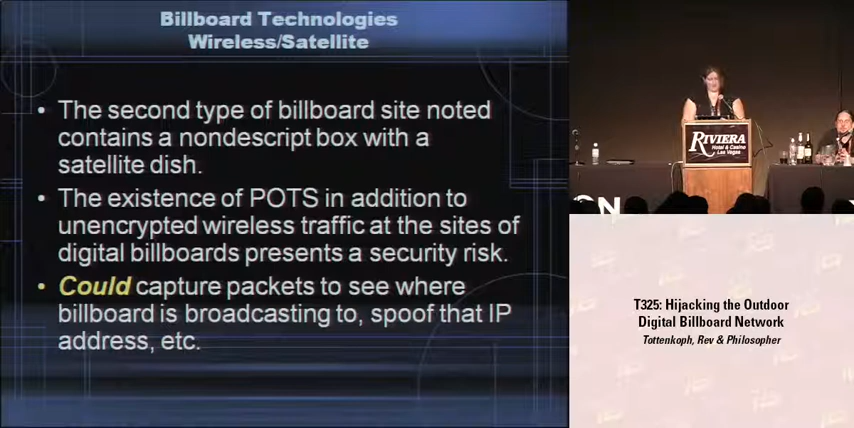 Billboard Technologies
Wireless/Satellite
• The second type of billboard site noted
contains a nondescript box with a
satellite dish.
• The existence of POTS in addition to
unencrypted wireless traffic at the sites of
digital billboards presents a security risk.
• Could capture packets to see where
billboard is broadcasting to, spoof that IP
address, etc.
RIVIERA
Hotel & Casino
Las Vegas
ON
T325: Hijacking the Outdoor
Digital Billboard Network
Tottenkoph, Rev & Philosopher